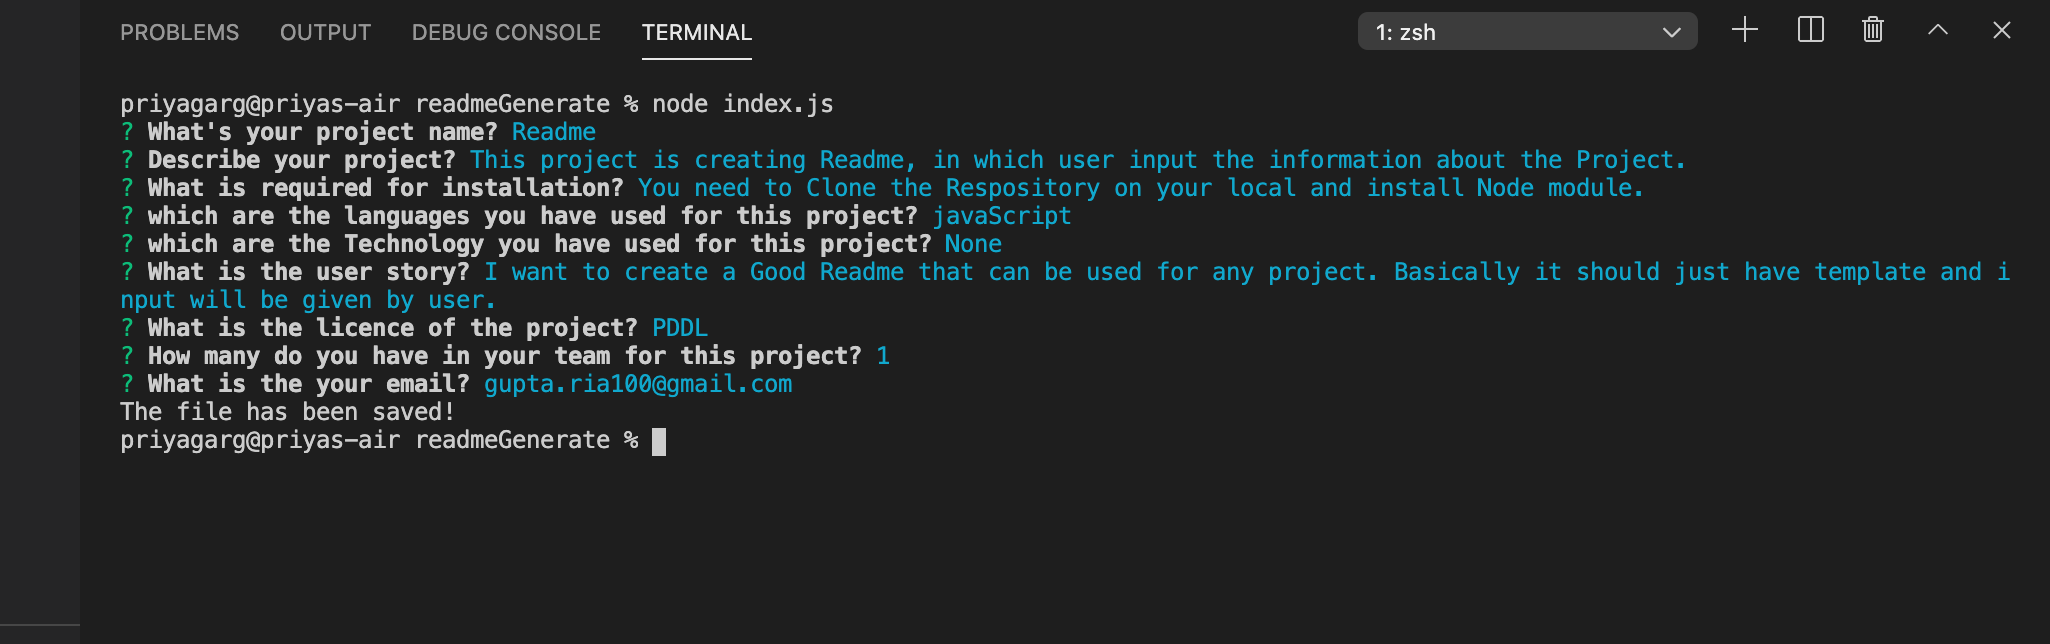 PROBLEMS OUTPUT DEBUG CONSOLE TERMINAL 1: zsh
priyagarg@priyas-air readmeGenerate % node index.js
? What's your project name? Readme
? Describe your project? This project is creating Readme, in which user input the information about the Project.
? What is required for installation? You need to Clone the Respository on your local and install Node module.
? which are the languages you have used for this project? javaScript
? which are the Technology you have used for this project? None
? What is the user story? I want to create a Good Readme that can be used for any project. Basically it should just have template and i
nput will be given by user.
? What is the licence of the project? PDDL
? How many do you have in your team for this project? 1
? What is the your email? gupta.ria100@gmail.com
The file has been saved!
priyagarg@priyas-air readmeGenerate %